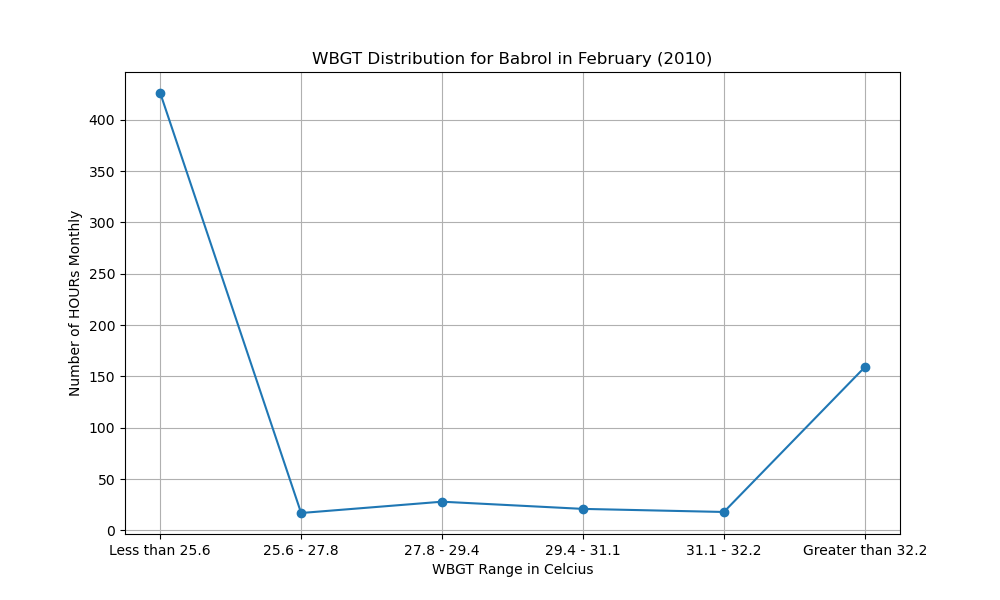 WBGT Distribution for Babrol in February (2010)
Number of HOURs Monthly
400
350
300
250
200
150
100
50
0
Less than 25.6
25.6 - 27.8
27.8 - 29.4
29.4 - 31.1
31.1 - 32.2
Greater than 32.2
WBGT Range in Celcius